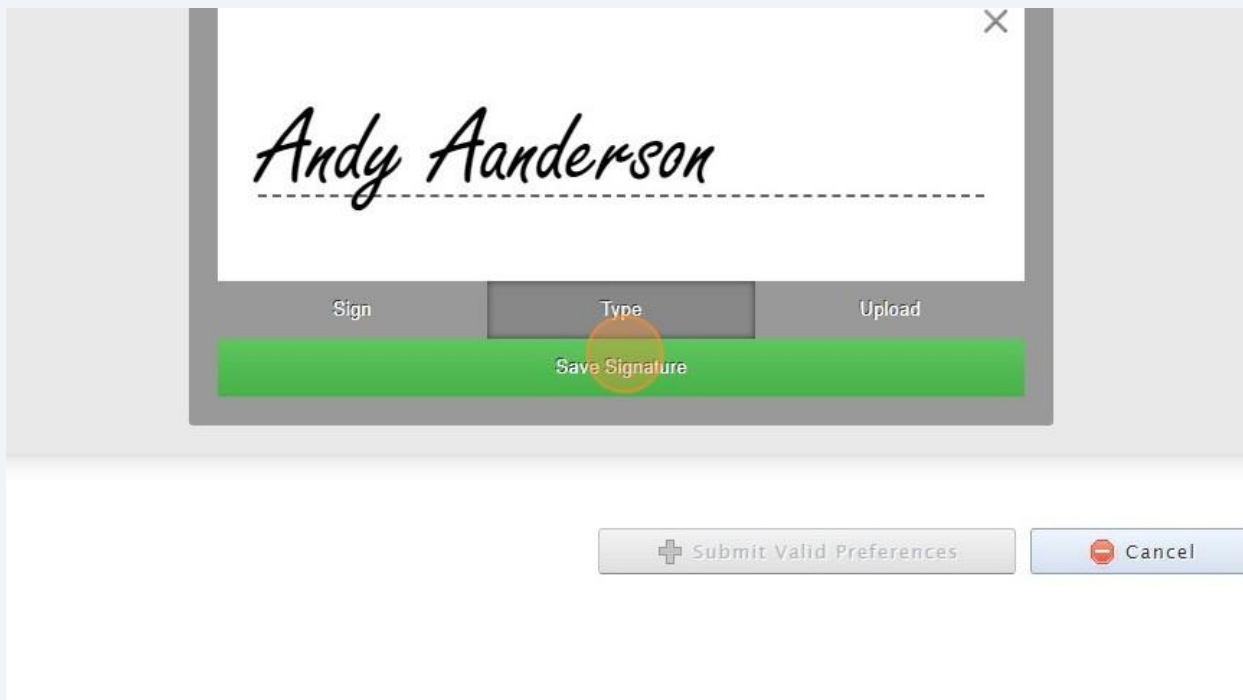 Andy Aanderson
Sign Type Upload
Save Signature
Submit Valid Preferences Cancel